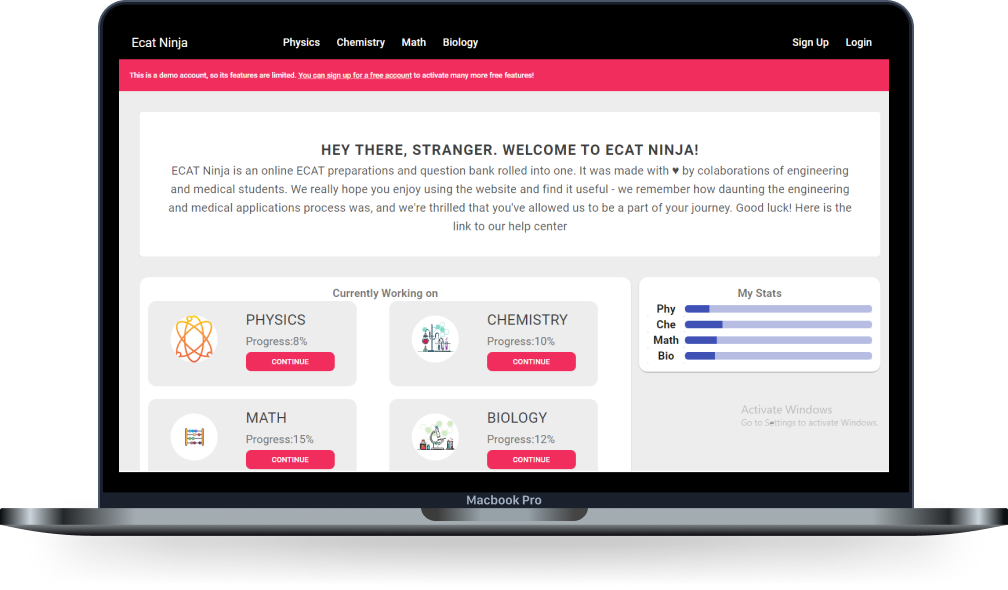 Ecat Ninja Physics Chemistry Math Biology Sign Up Login
This is a demo account, so its features are limited. You can sign up for a free account to activate many more free features!
HEY THERE, STRANGER. WELCOME TO ECAT NINJA!
ECAT Ninja is an online ECAT preparations and question bank rolled into one. It was made with ♥ by colaborations of engineering
and medical students. We really hope you enjoy using the website and find it useful - we remember how daunting the engineering
and medical applications process was, and we're thrilled that you've allowed us to be a part of your journey. Good luck! Here is the
link to our help center
Currently Working on
PHYSICS
Progress:8%
CONTINUE
CHEMISTRY
Progress:10%
CONTINUE
MATH
Progress:15%
CONTINUE
BIOLOGY
Progress:12%
CONTINUE
My Stats
Phy
Che
Math
Bio
Activate Windows
Go to Settings to activate Windows.
Macbook Pro